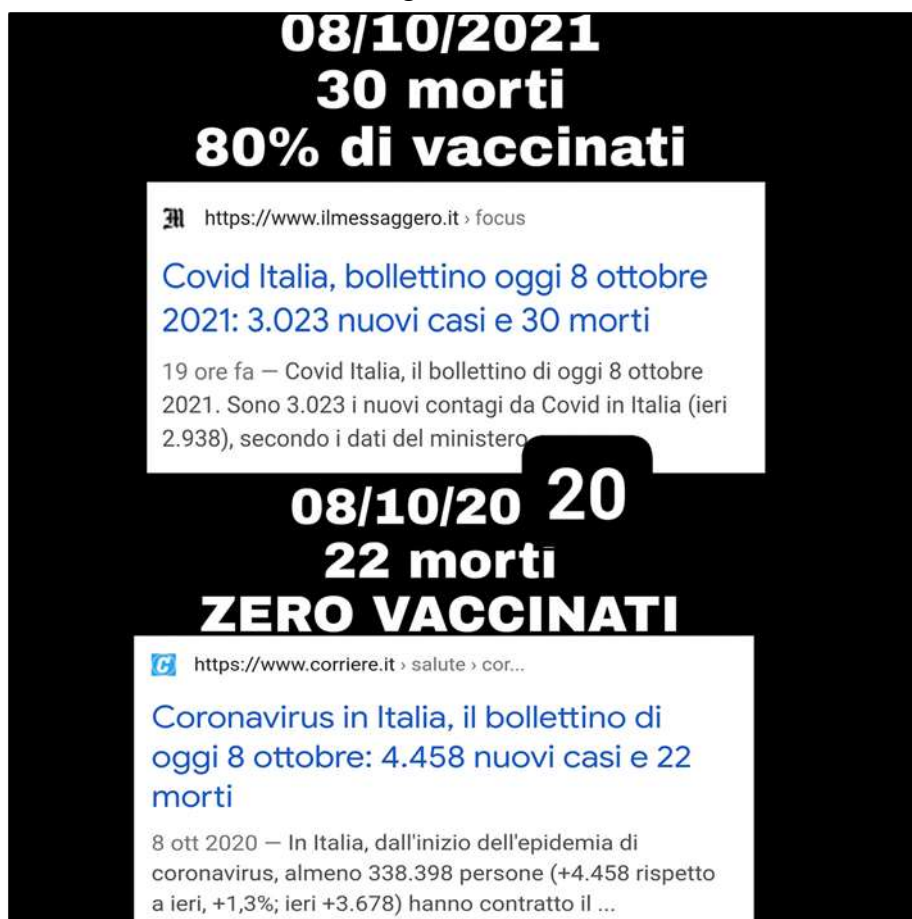 08/10/2021
30 morti
80% di vaccinati
https://www.ilmessaggero.it › focus
Covid Italia, bollettino oggi 8 ottobre
2021: 3.023 nuovi casi e 30 morti
19 ore fa — Covid Italia, il bollettino di oggi 8 ottobre
2021. Sono 3.023 i nuovi contagi da Covid in Italia (ieri
2.938), secondo i dati del ministero
08/10/20 20
22 morti
ZERO VACCINATI
https://www.corriere.it › salute › cor...
Coronavirus in Italia, il bollettino di
oggi 8 ottobre: 4.458 nuovi casi e 22
morti
8 ott 2020 — In Italia, dall'inizio dell'epidemia di
coronavirus, almeno 338.398 persone (+4.458 rispetto
a ieri, +1,3%; ieri +3.678) hanno contratto il ...